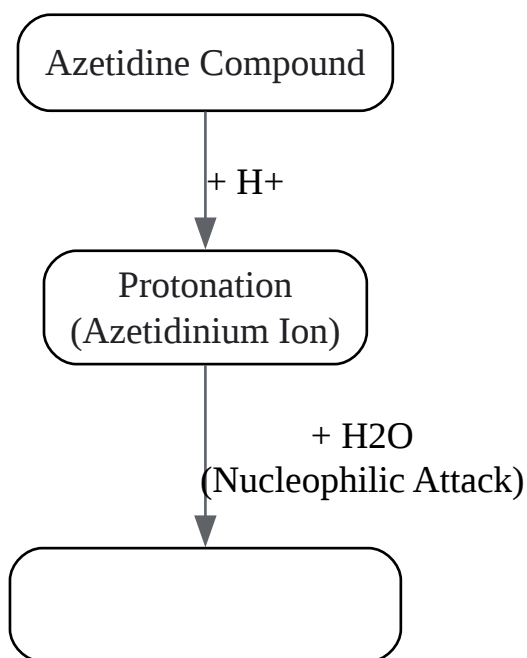 Azetidine Compound
+ H+
Protonation
(Azetidinium Ion)
+ H2O
(Nucleophilic Attack)